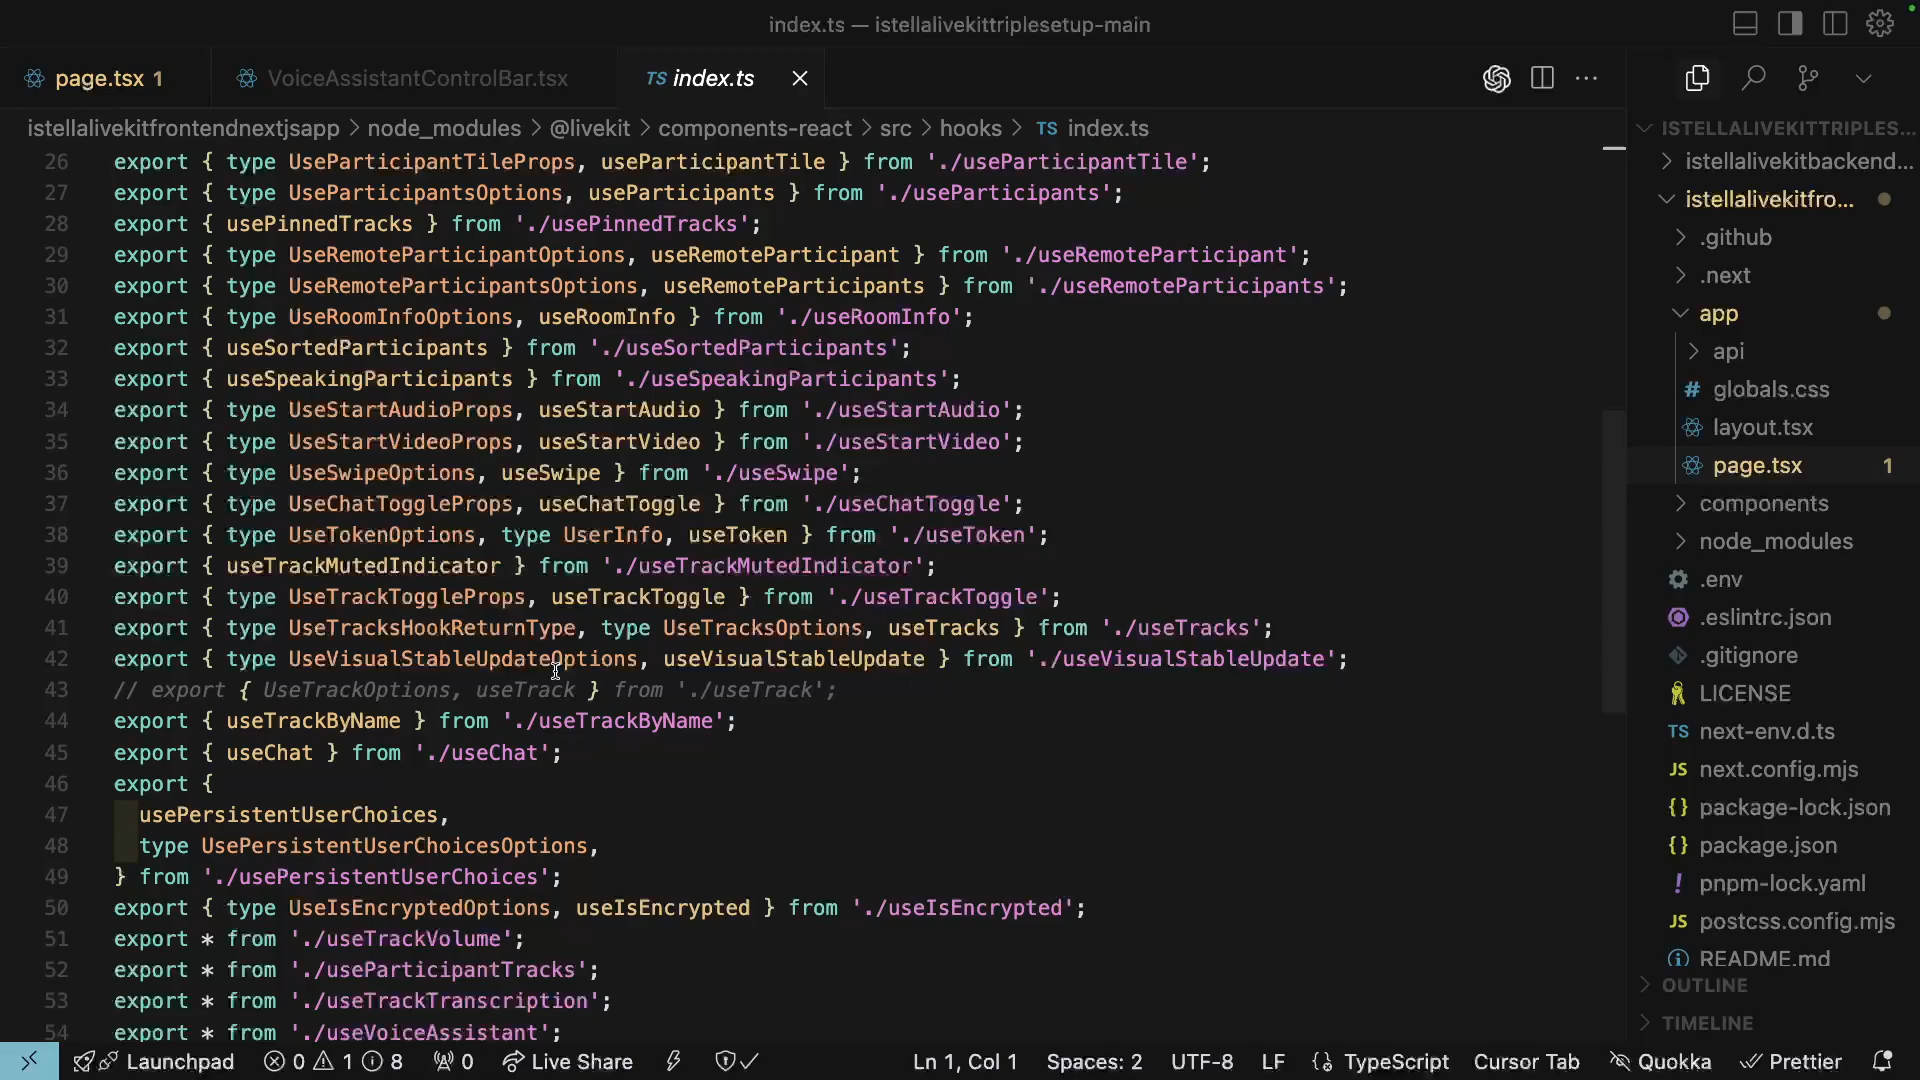 index.ts — istellalivekittriplesetup-main
page.tsx 1
VoiceAssistantControlBar.tsx
TS index.ts
istellalivekitfrontendnextjsapp > node_modules > @livekit > components-react > src > hooks > TS index.ts
26 export { type UseParticipantTileProps, useParticipantTile } from './useParticipantTile';
27 export { type UseParticipantsOptions, useParticipants } from './useParticipants';
28 export { usePinnedTracks } from './usePinnedTracks';
29 export { type UseRemoteParticipantOptions, useRemoteParticipant } from './useRemoteParticipant';
30 export { type UseRemoteParticipantsOptions, useRemoteParticipants } from './useRemoteParticipants';
31 export { type UseRoomInfoOptions, useRoomInfo } from './useRoomInfo';
32 export { useSortedParticipants } from './useSortedParticipants';
33 export { useSpeakingParticipants } from './useSpeakingParticipants';
34 export { type UseStartAudioProps, useStartAudio } from './useStartAudio';
35 export { type UseStartVideoProps, useStartVideo } from './useStartVideo';
36 export { type UseSwipeOptions, useSwipe } from './useSwipe';
37 export { type UseChatToggleProps, useChatToggle } from './useChatToggle';
38 export { type UseTokenOptions, type UserInfo, useToken } from './useToken';
39 export { useTrackMutedIndicator } from './useTrackMutedIndicator';
40 export { type UseTrackToggleProps, useTrackToggle } from './useTrackToggle';
41 export { type UseTracksHookReturnType, type UseTracksOptions, useTracks } from './useTracks';
42 export { type UseVisualStableUpdateOptions, useVisualStableUpdate } from './useVisualStableUpdate';
43 // export { UseTrackOptions, useTrack } from './useTrack';
44 export { useTrackByName } from './useTrackByName';
45 export { useChat } from './useChat';
46 export {
47 usePersistentUserChoices,
48 type UsePersistentUserChoicesOptions,
49 } from './usePersistentUserChoices';
50 export { type UseIsEncryptedOptions, useIsEncrypted } from './useIsEncrypted';
51 export * from './useTrackVolume';
52 export * from './useParticipantTracks';
53 export * from './useTrackTranscription';
54 export * from './useVoiceAssistant';
ISTELLALIVEKITTRIPLES...
istellalivekitbackend...
istellalivekitfro...
.github
.next
app
api
# globals.css
layout.tsx
page.tsx 1
components
node_modules
.env
.eslintrc.json
.gitignore
LICENSE
TS next-env.d.ts
JS next.config.mjs
{} package-lock.json
{} package.json
! pnpm-lock.yaml
JS postcss.config.mjs
README.md
OUTLINE
TIMELINE
Launchpad 0 1 8 0 Live Share Ln 1, Col 1 Spaces: 2 UTF-8 LF {} TypeScript Cursor Tab Quokka Prettier